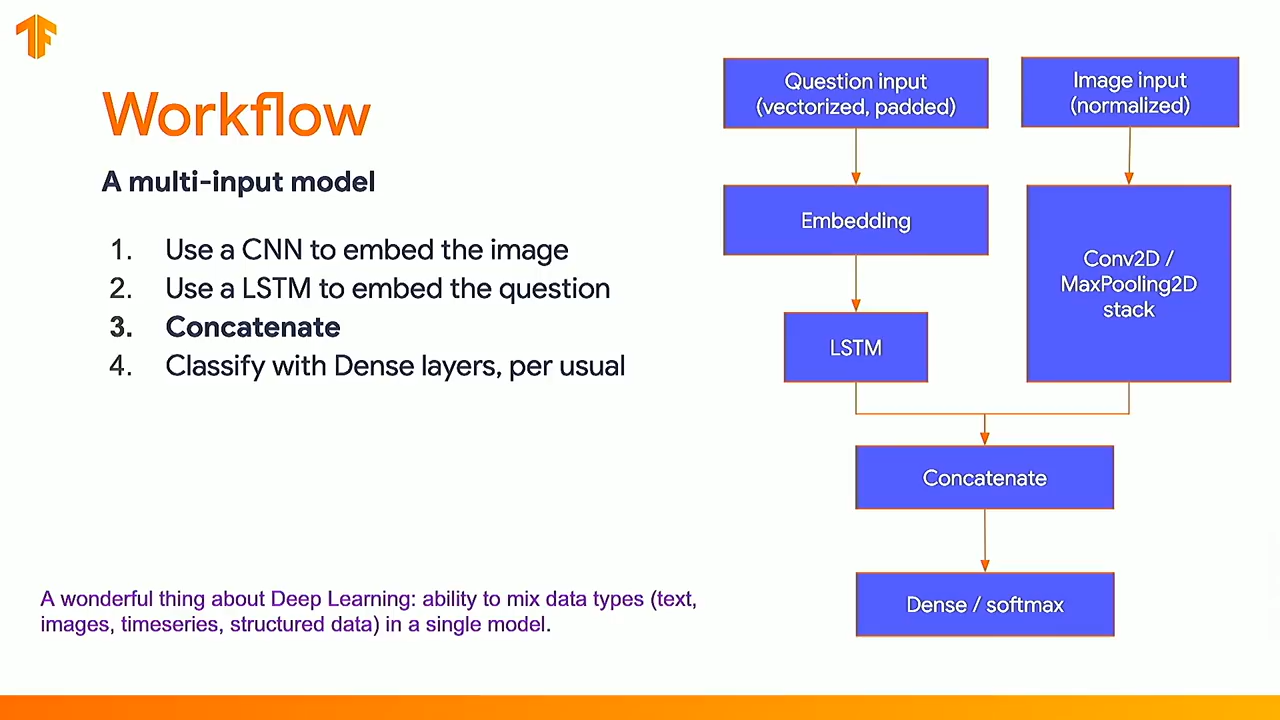 Workflow
A multi-input model
1. Use a CNN to embed the image
2. Use a LSTM to embed the question
3. Concatenate
4. Classify with Dense layers, per usual
A wonderful thing about Deep Learning: ability to mix data types (text,
images, timeseries, structured data) in a single model.
Question input
(vectorized, padded)
Image input
(normalized)
Embedding
Conv2D /
MaxPooling2D
stack
LSTM
Concatenate
Dense / softmax